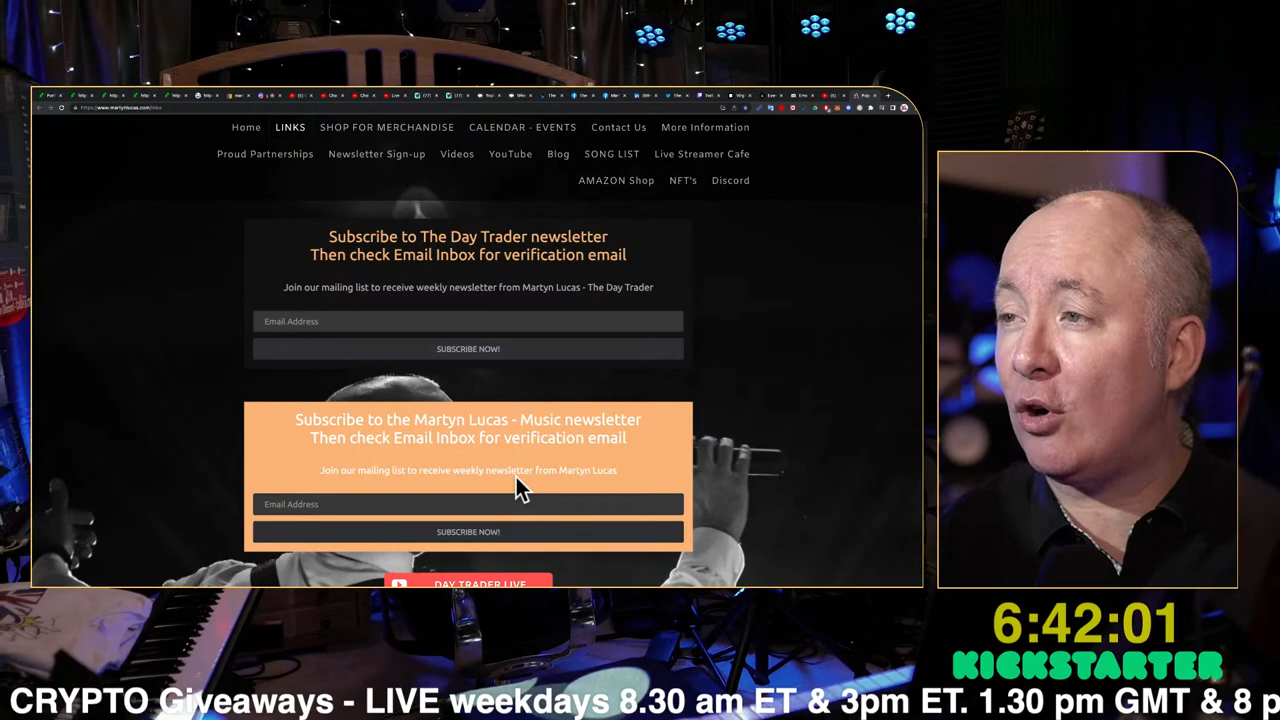 https://www.martynlucas.com/links
Home LINKS SHOP FOR MERCHANDISE CALENDAR - EVENTS Contact Us More Information
Proud Partnerships Newsletter Sign-up Videos YouTube Blog SONG LIST Live Streamer Cafe
AMAZON Shop NFT's Discord
Subscribe to The Day Trader newsletter
Then check Email Inbox for verification email
Join our mailing list to receive weekly newsletter from Martyn Lucas - The Day Trader
Email Address
SUBSCRIBE NOW!
Subscribe to the Martyn Lucas - Music newsletter
Then check Email Inbox for verification email
Join our mailing list to receive weekly newsletter from Martyn Lucas
Email Address
SUBSCRIBE NOW!
DAY TRADER LIVE
6:42:01
KICKSTARTER
CRYPTO Giveaways - LIVE weekdays 8.30 am ET & 3pm ET. 1.30 pm GMT & 8 p